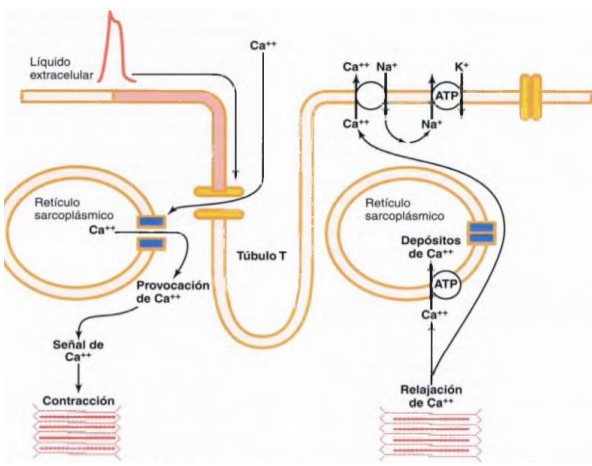 Líquido
extracelular
Ca++
Ca++
Na+
K+
ATP
Ca++
Na+
Retículo
sarcoplásmico
Ca++
Túbulo T
Provocación
de Ca++
Señal de
Ca++
Contracción
Retículo
sarcoplásmico
Depósitos
de Ca++
ATP
Ca++
Relajación
de Ca++